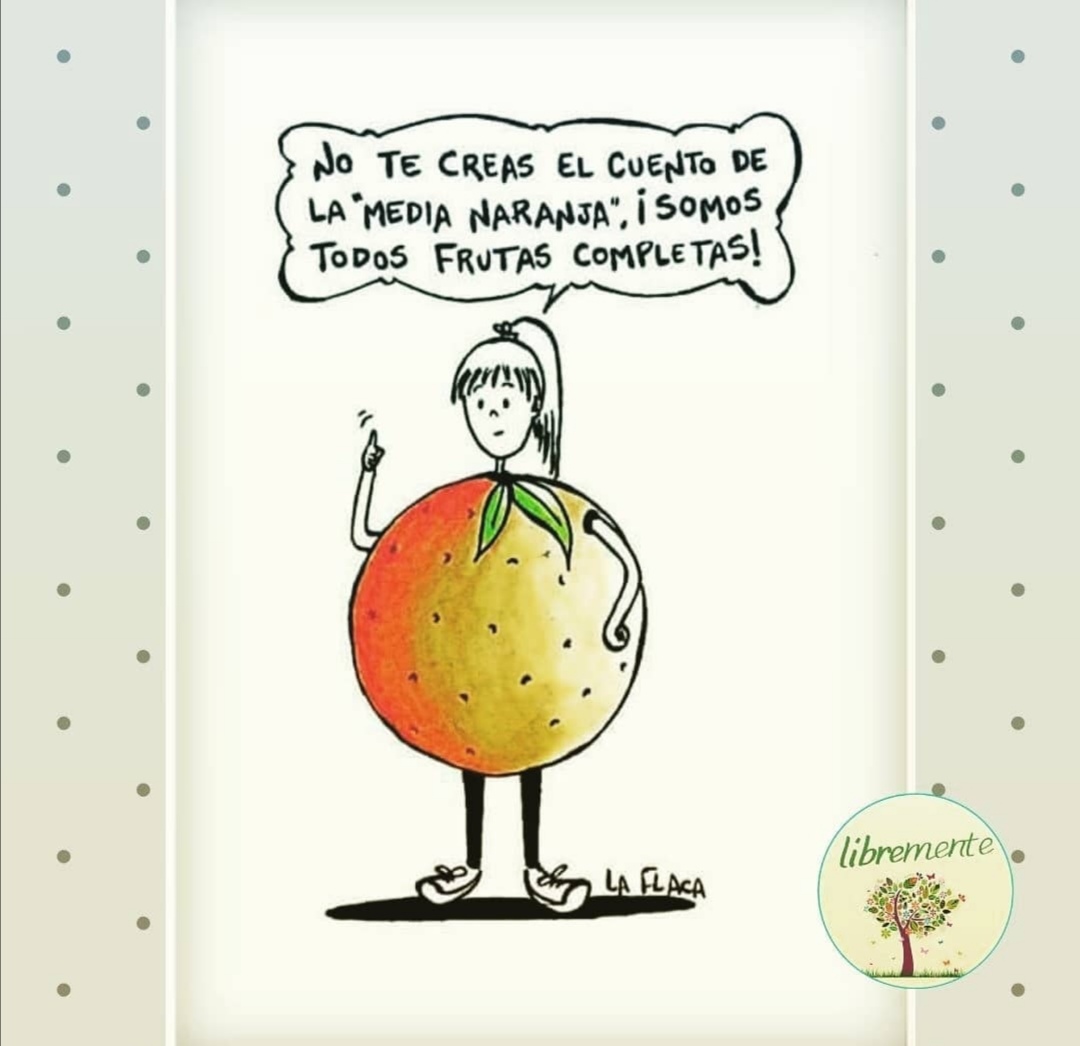 NO TE CREAS EL CUENTO DE
LA "MEDIA NARANJA", ¡SOMOS
TODOS FRUTAS COMPLETAS!
LA FLACA
libremente